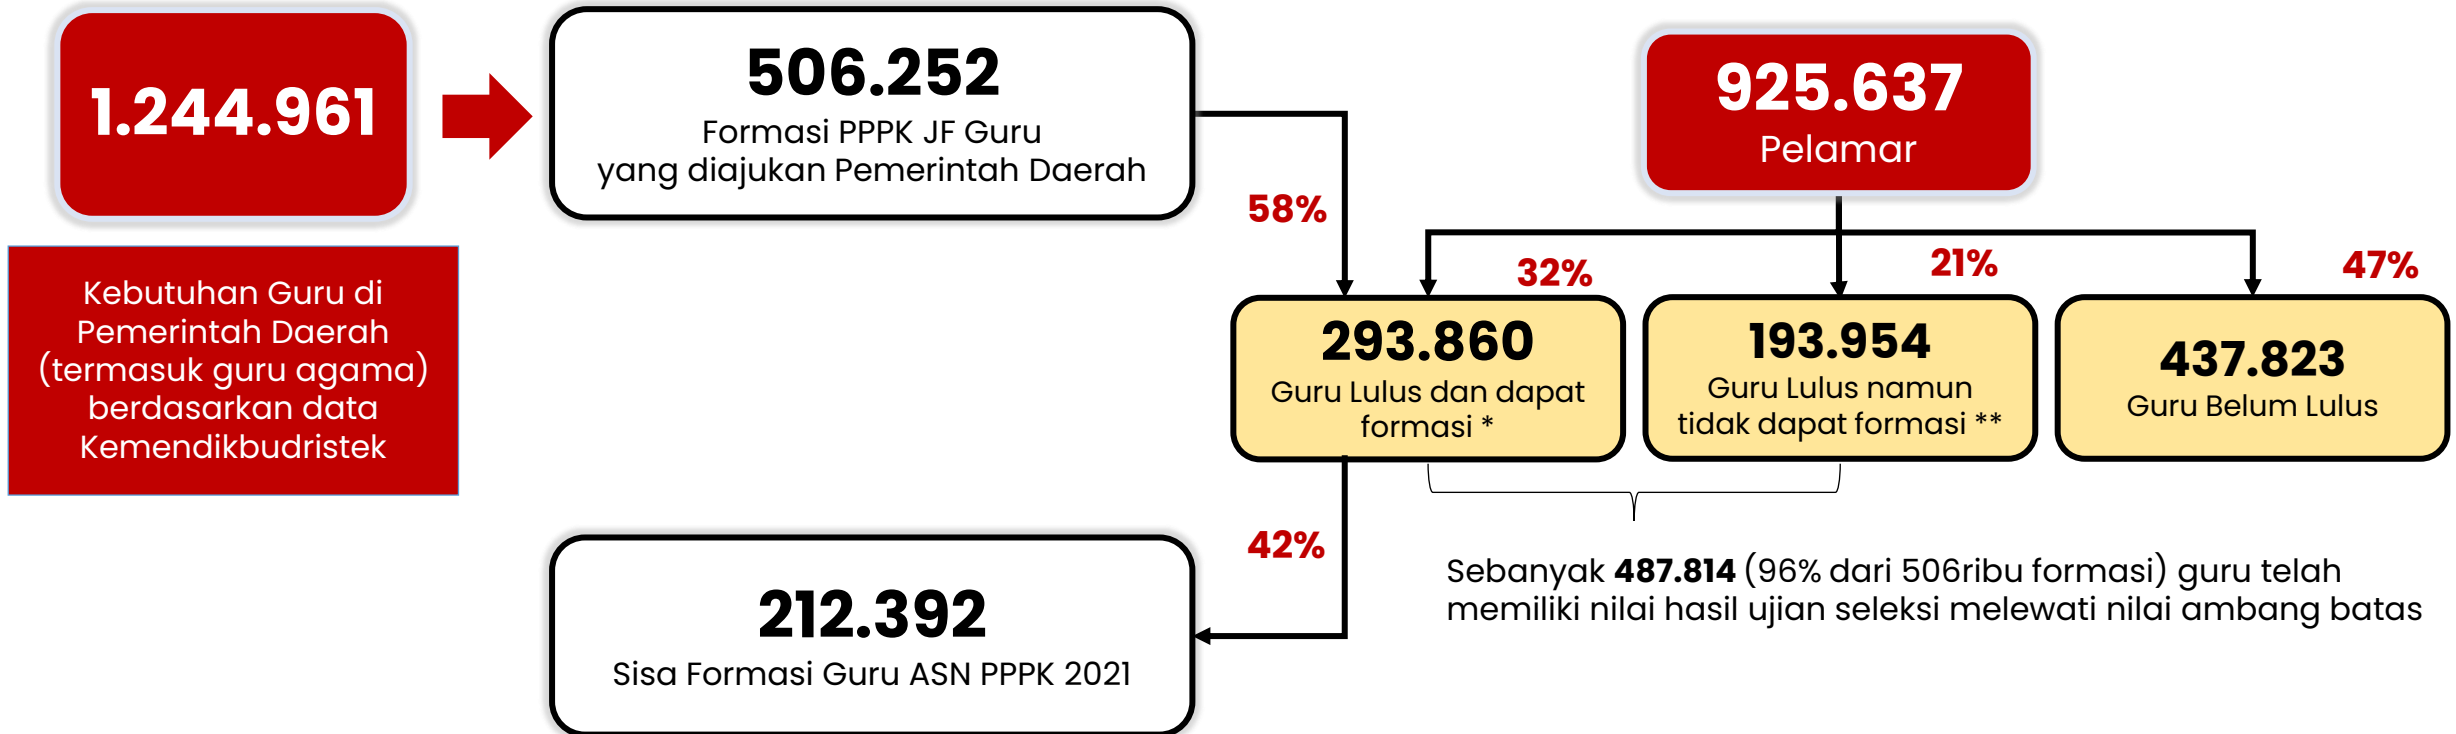 1.244.961
Kebutuhan Guru di
Pemerintah Daerah
(termasuk guru agama)
berdasarkan data
Kemendikbudristek
506.252
Formasi PPPK JF Guru
yang diajukan Pemerintah Daerah
58%
925.637
Pelamar
32%
21%
47%
293.860
Guru Lulus dan dapat
formasi *
193.954
Guru Lulus namun
tidak dapat formasi **
437.823
Guru Belum Lulus
42%
212.392
Sisa Formasi Guru ASN PPPK 2021
Sebanyak 487.814 (96% dari 506ribu formasi) guru telah
memiliki nilai hasil ujian seleksi melewati nilai ambang batas